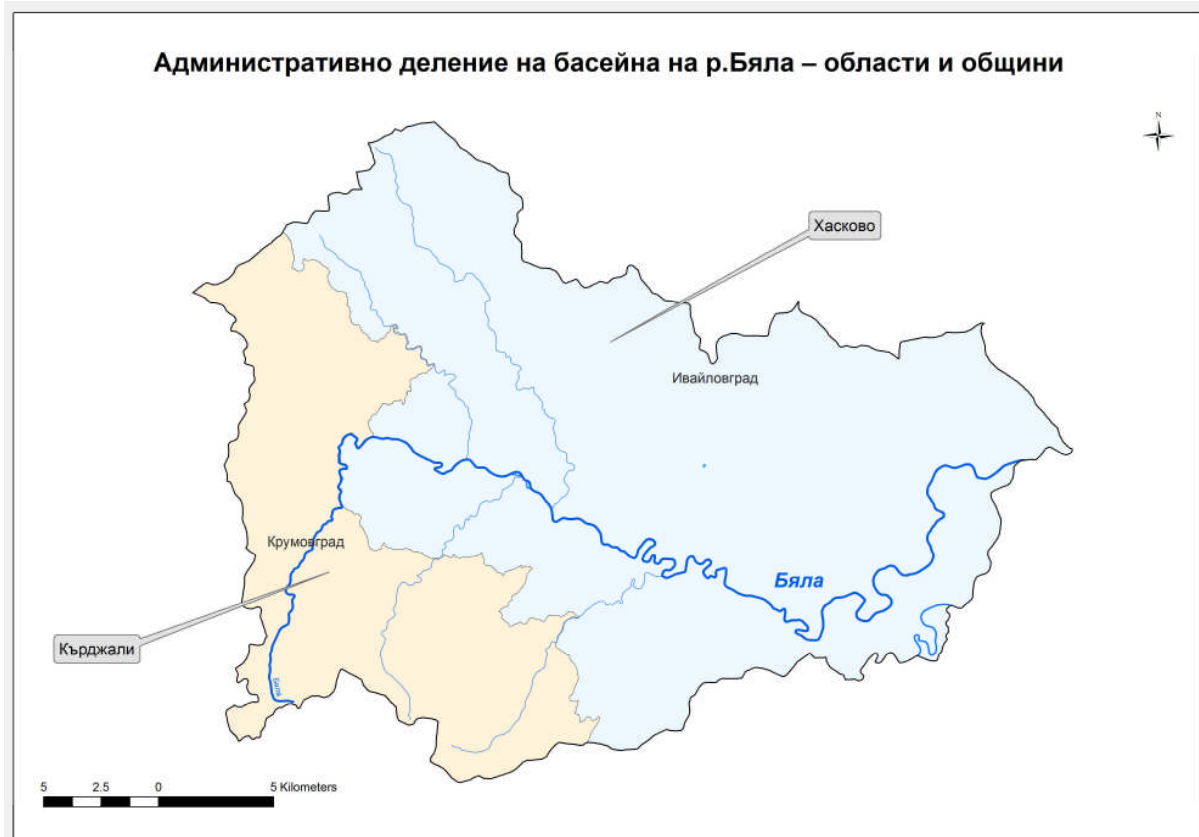 Административно деление на басейна на р.Бяла – области и общини
N
Хасково
Ивайловград
Крумовград
Бяла
Кърджали
Бяла
5 2.5 0 5 Kilometers